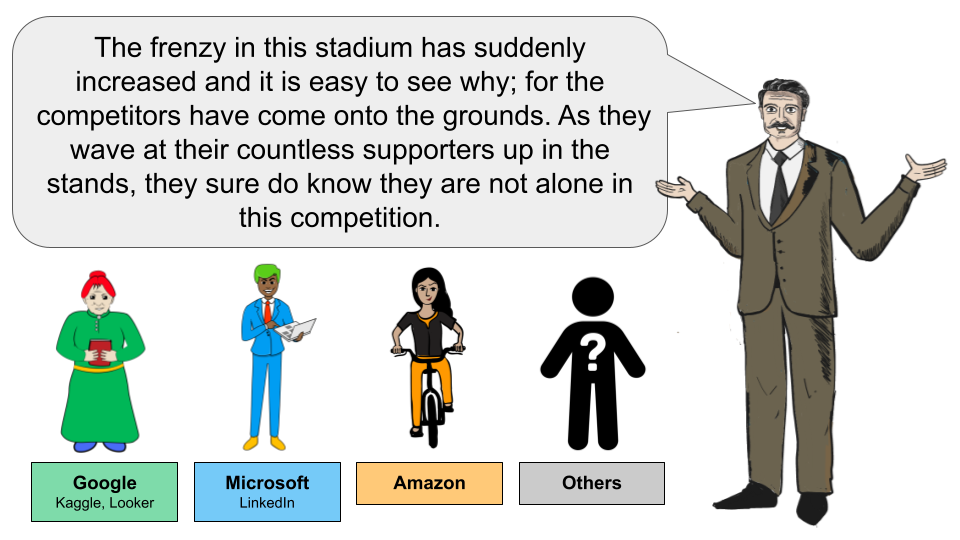 The frenzy in this stadium has suddenly
increased and it is easy to see why; for the
competitors have come onto the grounds. As they
wave at their countless supporters up in the
stands, they sure do know they are not alone in
this competition.
?
Google
Kaggle, Looker
Microsoft
LinkedIn
Amazon
Others